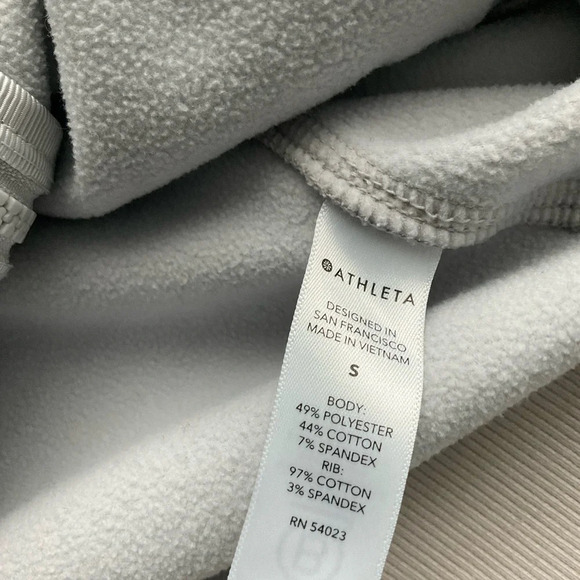 ATHLETA
DESIGNED IN
SAN FRANCISCO
MADE IN VIETNAM
S
BODY:
49% POLYESTER
44% COTTON
7% SPANDEX
RIB:
97% COTTON
3% SPANDEX
RN 54023